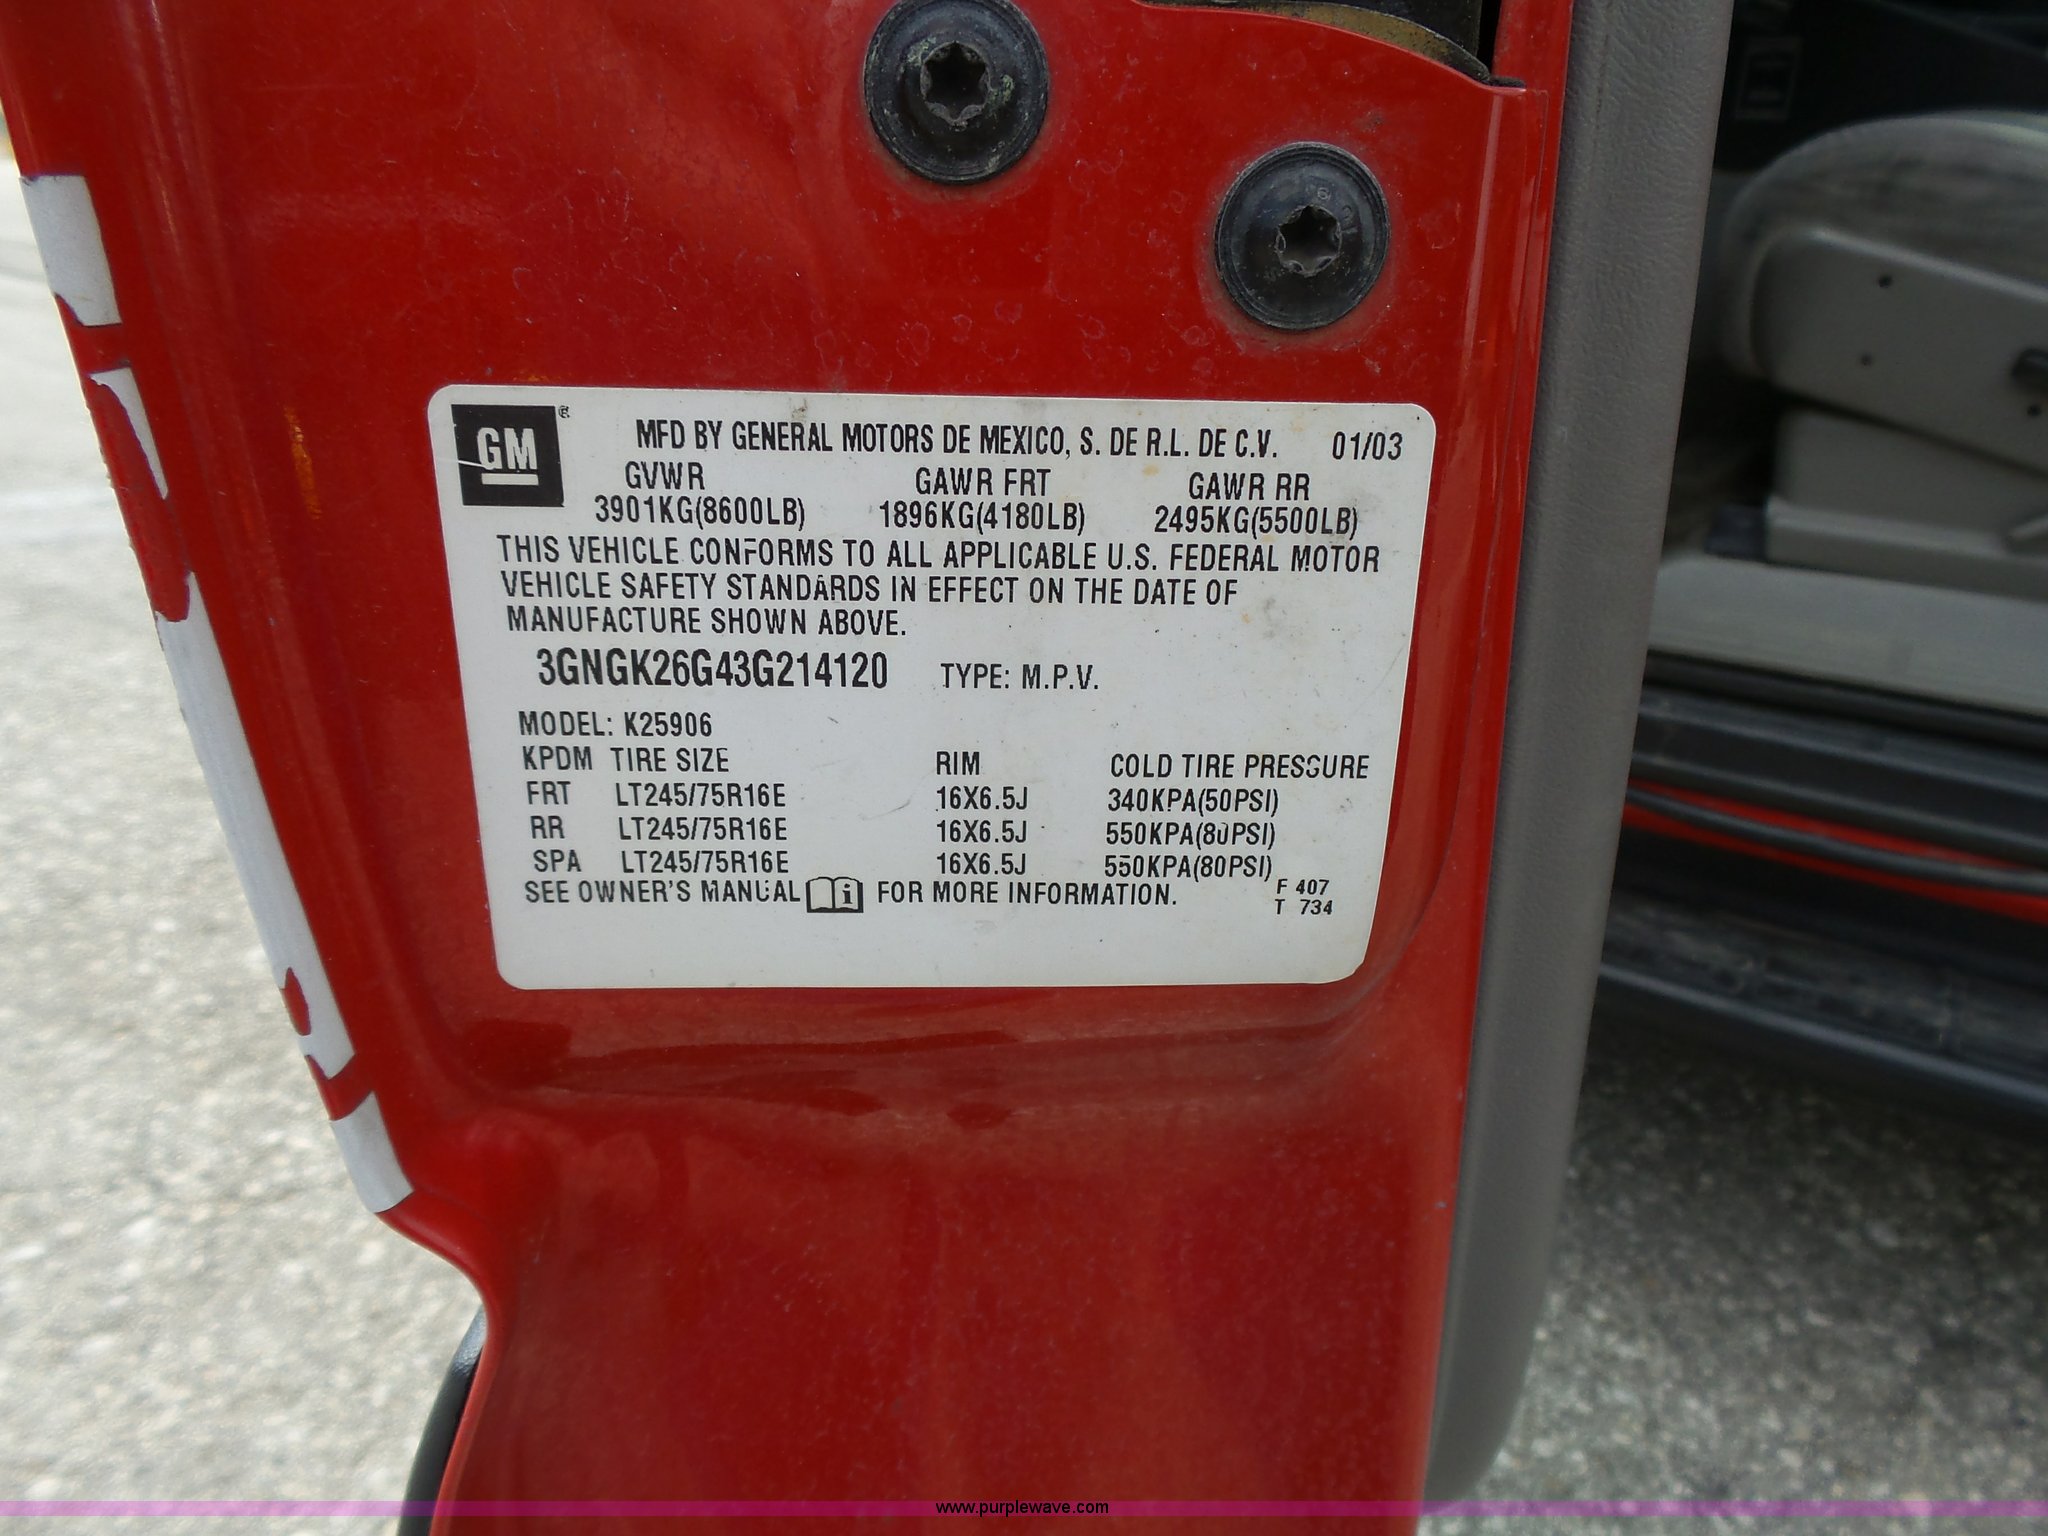 GM ® MFD BY GENERAL MOTORS DE MEXICO, S. DE R.L. DE C.V. 01/03
GVWR GAWR FRT GAWR RR
3901KG(8600LB) 1896KG(4180LB) 2495KG(5500LB)
THIS VEHICLE CONFORMS TO ALL APPLICABLE U.S. FEDERAL MOTOR
VEHICLE SAFETY STANDARDS IN EFFECT ON THE DATE OF
MANUFACTURE SHOWN ABOVE.
3GNGK26G43G214120 TYPE: M.P.V.
MODEL: K25906
KPDM TIRE SIZE RIM COLD TIRE PRESSURE
FRT LT245/75R16E 16X6.5J 340KPA(50PSI)
RR LT245/75R16E 16X6.5J 550KPA(80PSI)
SPA LT245/75R16E 16X6.5J 550KPA(80PSI)
SEE OWNER'S MANUAL i FOR MORE INFORMATION. F 407
T 734
www.purplewave.com